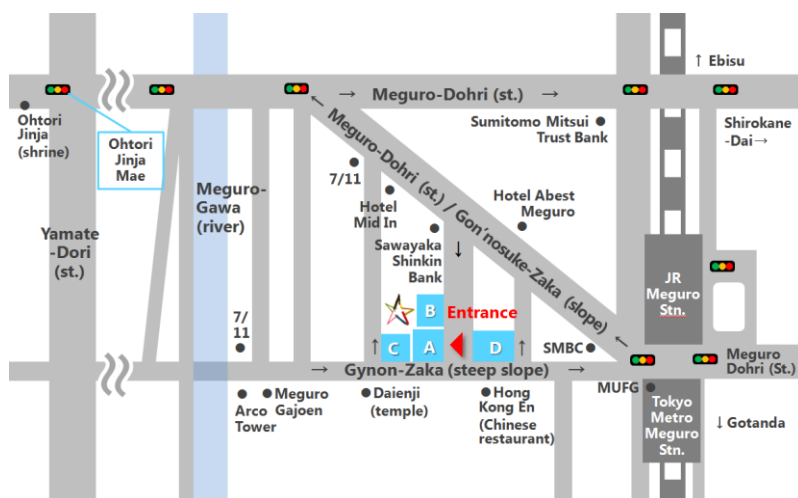 ↑ Ebisu
→ Meguro-Dohri (st.) →
Ohtori
Jinja
(shrine)
Ohtori
Jinja
Mae
Sumitomo Mitsui
Trust Bank
Shirokane
-Dai→
← Meguro-Dohri (st.) / Gon'nosuke-Zaka (slope) ←
7/11
Meguro-
Gawa
(river)
Hotel
Mid In
Hotel Abest
Meguro
Yamate
-Dori
(st.)
Sawayaka
Shinkin
Bank
↓
JR
Meguro
Stn.
7/
11
B
Entrance
C
A
D
↑
↑
SMBC
→ Gynon-Zaka (steep slope) →
Meguro
Dohri (St.)
MUFG
Arco
Tower
Meguro
Gajoen
Daienji
(temple)
Hong
Kong En
(Chinese
restaurant)
Tokyo
Metro
Meguro
Stn.
↓ Gotanda